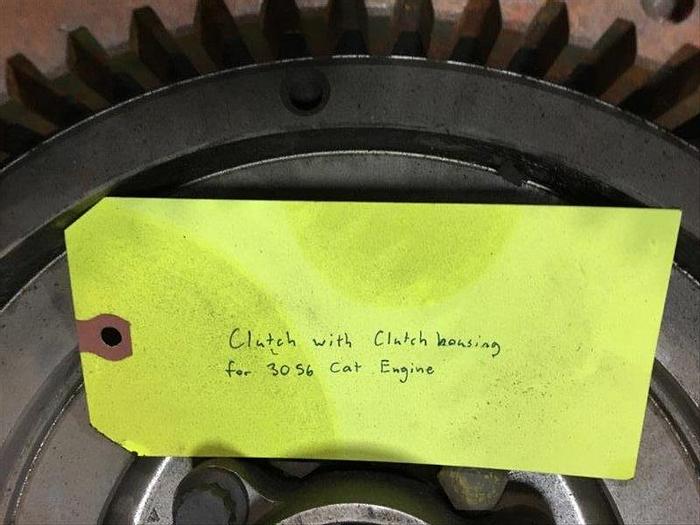 Clutch with Clutch housing
for 3056 Cat Engine